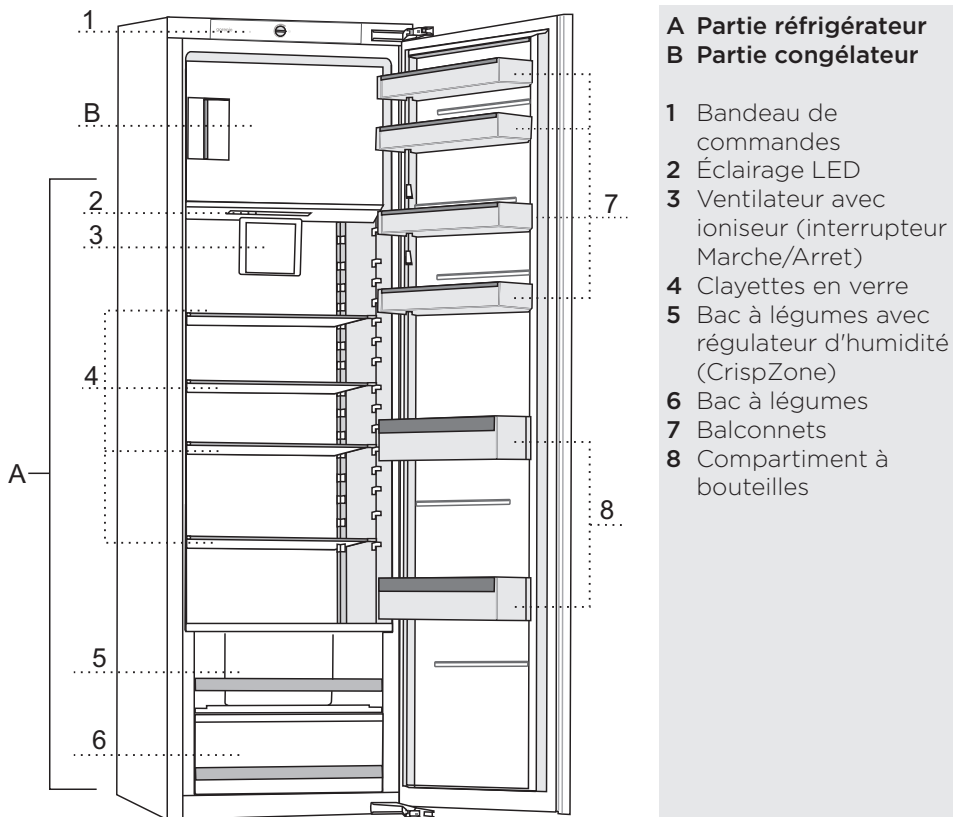 1
B
2
3
7
4
A
8
5
6
A Partie réfrigérateur
B Partie congélateur
1 Bandeau de
commandes
2 Éclairage LED
3 Ventilateur avec
ioniseur (interrupteur
Marche/Arret)
4 Clayettes en verre
5 Bac à légumes avec
régulateur d'humidité
(CrispZone)
6 Bac à légumes
7 Balconnets
8 Compartiment à
bouteilles